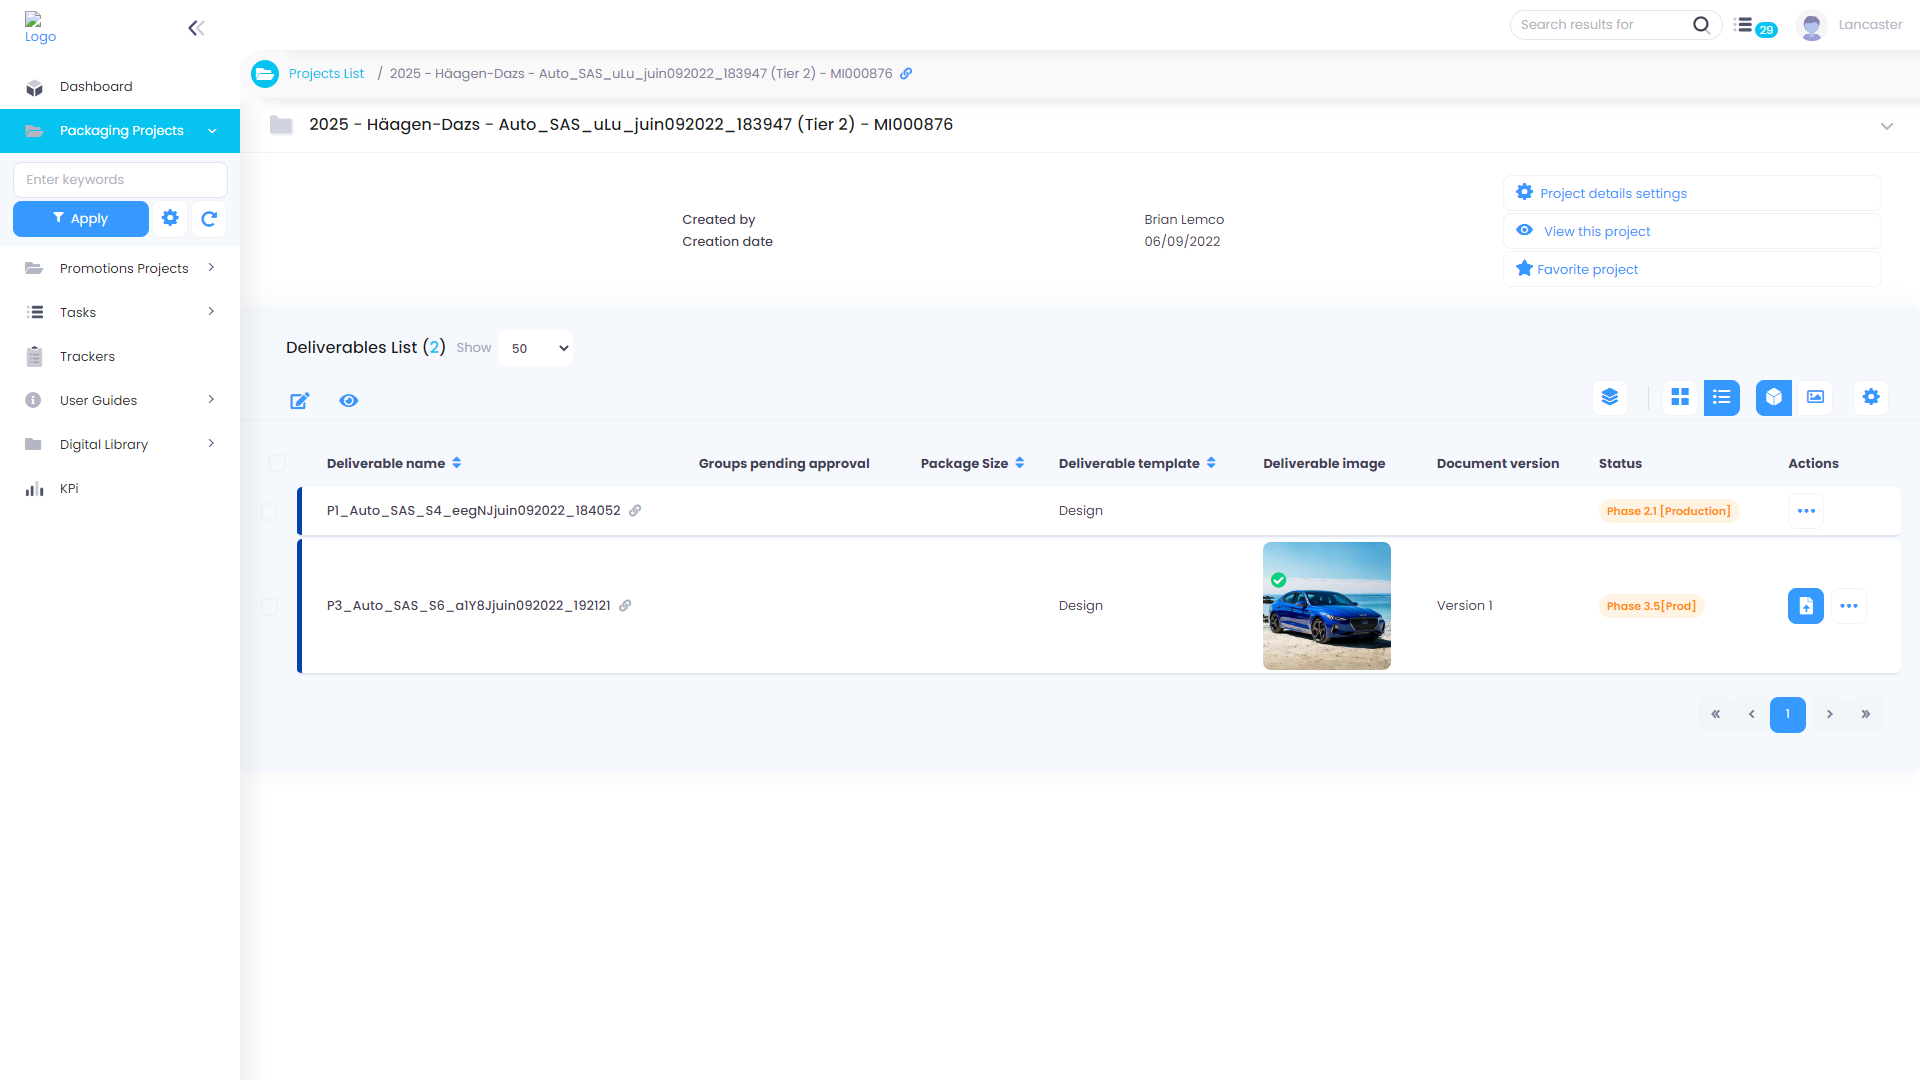 Logo
Search results for
29
Lancaster
Dashboard
Packaging Projects
Enter keywords
Apply
Promotions Projects
Tasks
Trackers
User Guides
Digital Library
KPi
Projects List / 2025 - Häagen-Dazs - Auto_SAS_uLu_juin092022_183947 (Tier 2) - MI000876
2025 - Häagen-Dazs - Auto_SAS_uLu_juin092022_183947 (Tier 2) - MI000876
Created by Brian Lemco
Creation date 06/09/2022
Project details settings
View this project
Favorite project
Deliverables List (2) Show 50
Deliverable name Groups pending approval Package Size Deliverable template Deliverable image Document version Status Actions
P1_Auto_SAS_S4_eegNJjuin092022_184052 Design Phase 2.1 [Production]
P3_Auto_SAS_S6_a1Y8Jjuin092022_192121 Design Version 1 Phase 3.5[Prod]
« ‹ 1 › »